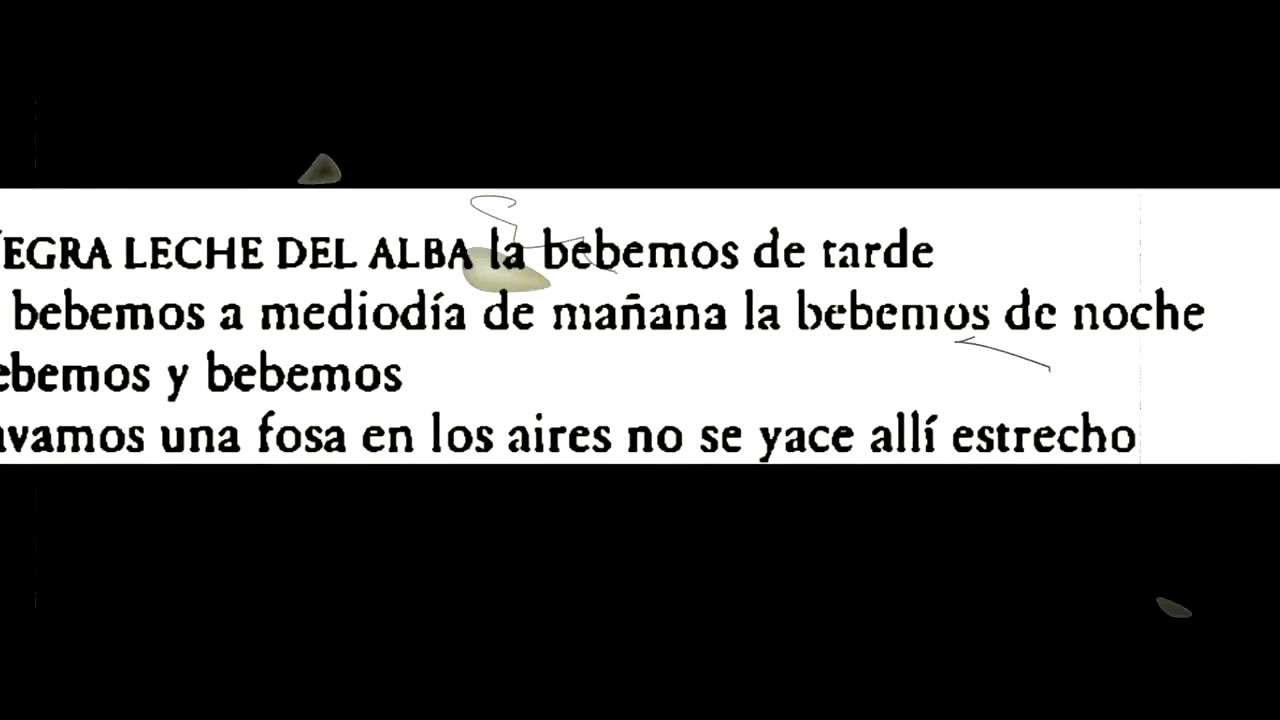 EGRA LECHE DEL ALBA la bebemos de tarde
bebemos a mediodía de mañana la bebemos de noche
ebemos y bebemos
avamos una fosa en los aires no se yace allí estrecho